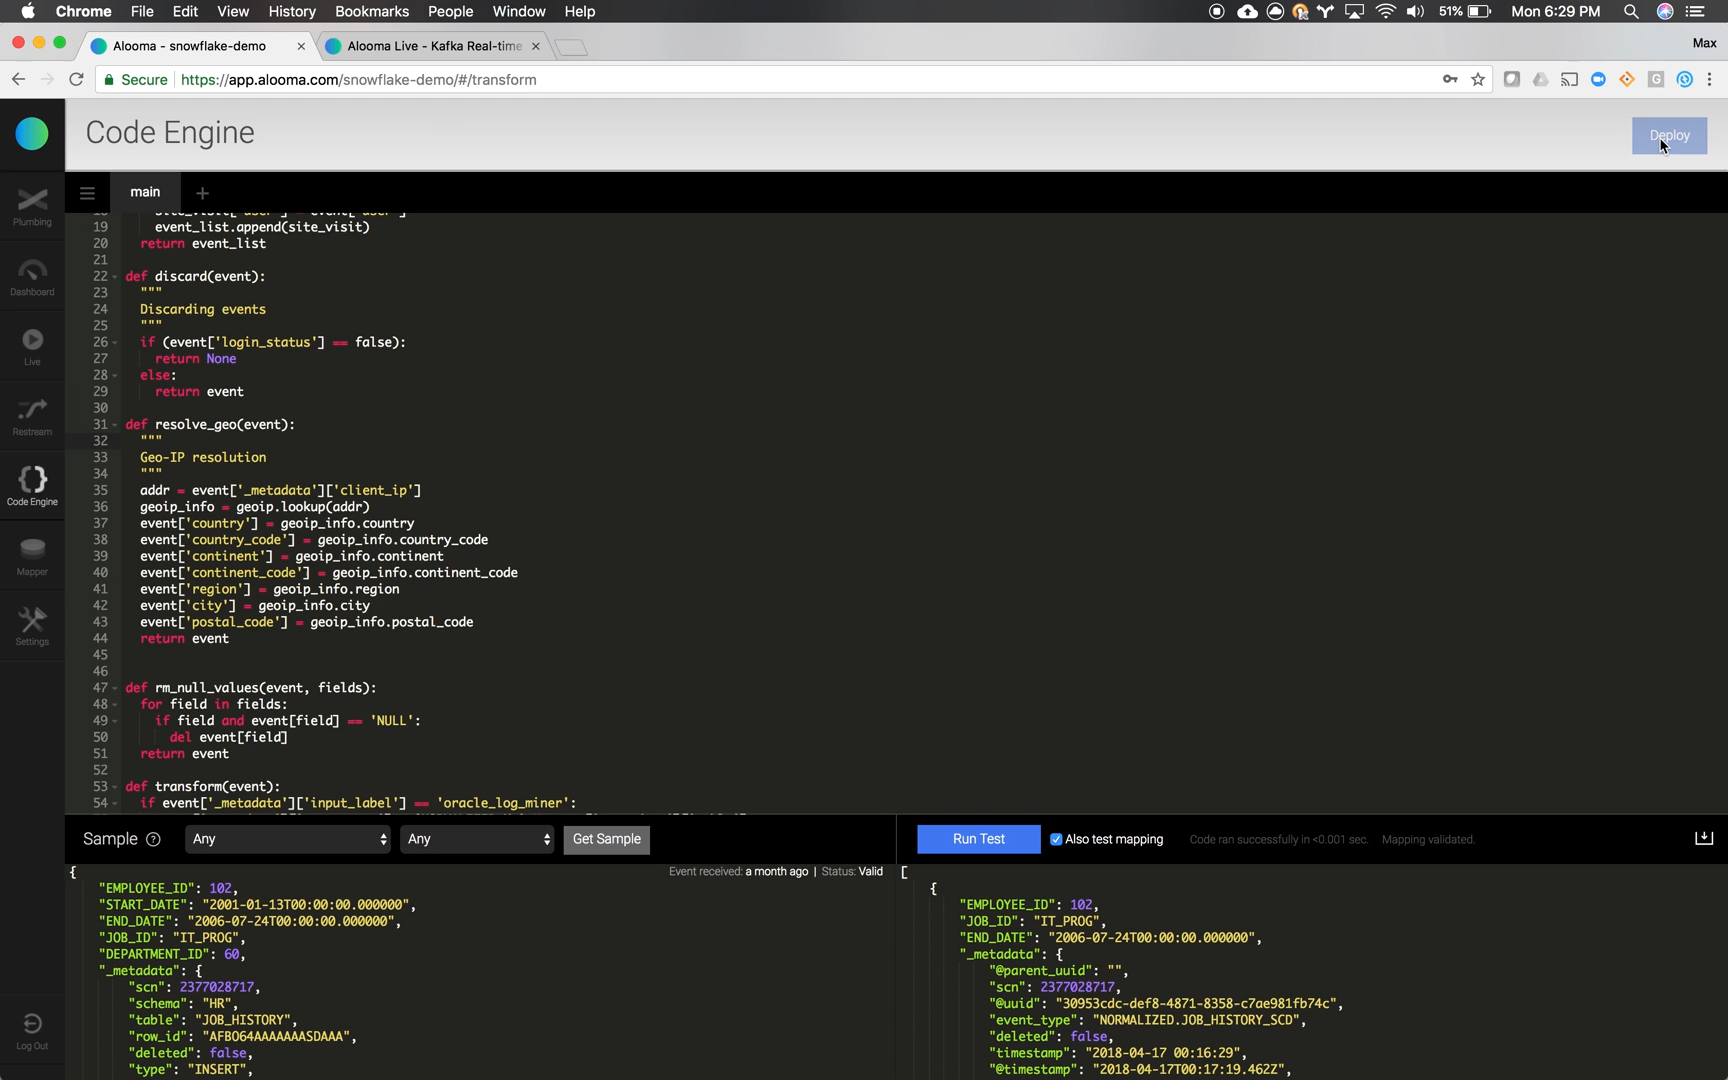 Chrome File Edit View History Bookmarks People Window Help 51% Mon 6:29 PM
Alooma - snowflake-demo × Alooma Live - Kafka Real-time × Max
Secure https://app.alooma.com/snowflake-demo/#/transform
Code Engine
Deploy
main +
Plumbing
Dashboard
Live
Restream
Code Engine
Mapper
Settings
Log Out
19 event_list.append(site_visit)
20 return event_list
21
22 def discard(event):
23 """
24 Discarding events
25 """
26 if (event['login_status'] == false):
27 return None
28 else:
29 return event
30
31 def resolve_geo(event):
32 """
33 Geo-IP resolution
34 """
35 addr = event['_metadata']['client_ip']
36 geoip_info = geoip.lookup(addr)
37 event['country'] = geoip_info.country
38 event['country_code'] = geoip_info.country_code
39 event['continent'] = geoip_info.continent
40 event['continent_code'] = geoip_info.continent_code
41 event['region'] = geoip_info.region
42 event['city'] = geoip_info.city
43 event['postal_code'] = geoip_info.postal_code
44 return event
45
46
47 def rm_null_values(event, fields):
48 for field in fields:
49 if field and event[field] == 'NULL':
50 del event[field]
51 return event
52
53 def transform(event):
54 if event['_metadata']['input_label'] == 'oracle_log_miner':
Sample ? Any Any Get Sample
Run Test Also test mapping Code ran successfully in <0.001 sec. Mapping validated.
Event received: a month ago | Status: Valid
{
"EMPLOYEE_ID": 102,
"START_DATE": "2001-01-13T00:00:00.000000",
"END_DATE": "2006-07-24T00:00:00.000000",
"JOB_ID": "IT_PROG",
"DEPARTMENT_ID": 60,
"_metadata": {
"scn": 2377028717,
"schema": "HR",
"table": "JOB_HISTORY",
"row_id": "AFBO64AAAAAAASDAAA",
"deleted": false,
"type": "INSERT",
[
{
"EMPLOYEE_ID": 102,
"JOB_ID": "IT_PROG",
"END_DATE": "2006-07-24T00:00:00.000000",
"_metadata": {
"@parent_uuid": "",
"scn": 2377028717,
"@uuid": "30953cdc-def8-4871-8358-c7ae981fb74c",
"event_type": "NORMALIZED.JOB_HISTORY_SCD",
"deleted": false,
"timestamp": "2018-04-17 00:16:29",
"@timestamp": "2018-04-17T00:17:19.462Z",